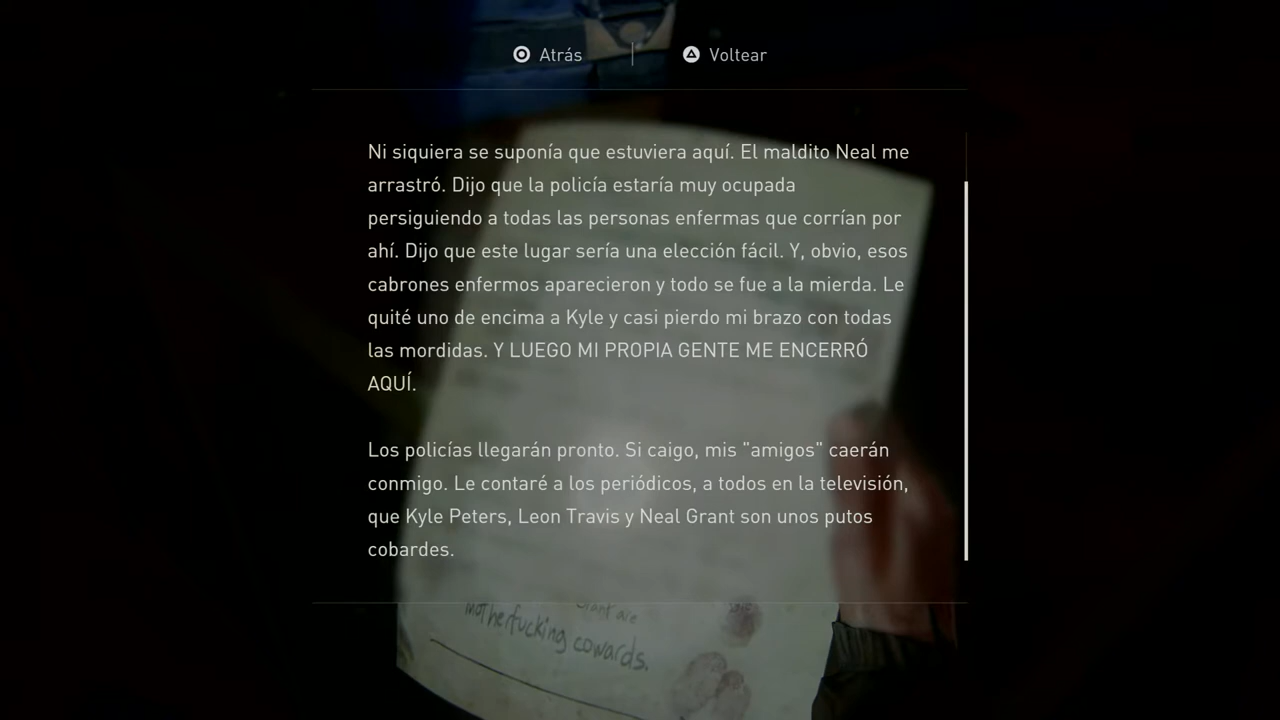 Atrás
Voltear
Ni siquiera se suponía que estuviera aquí. El maldito Neal me
arrastró. Dijo que la policía estaría muy ocupada
persiguiendo a todas las personas enfermas que corrían por
ahí. Dijo que este lugar sería una elección fácil. Y, obvio, esos
cabrones enfermos aparecieron y todo se fue a la mierda. Le
quité uno de encima a Kyle y casi pierdo mi brazo con todas
las mordidas. Y LUEGO MI PROPIA GENTE ME ENCERRÓ
AQUÍ.
Los policías llegarán pronto. Si caigo, mis "amigos" caerán
conmigo. Le contaré a los periódicos, a todos en la televisión,
que Kyle Peters, Leon Travis y Neal Grant son unos putos
cobardes.
Grant are
motherfucking cowards.